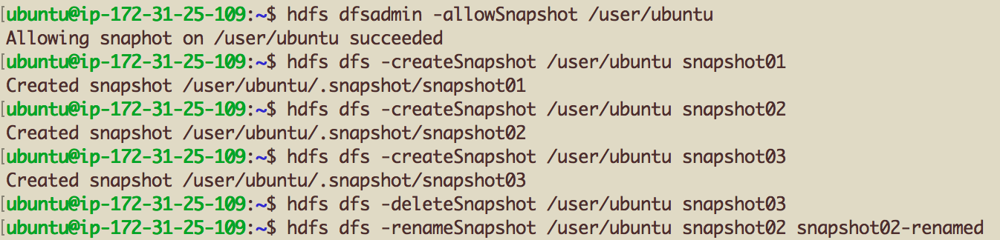 [ubuntu@ip-172-31-25-109:~$ hdfs dfsadmin -allowSnapshot /user/ubuntu
Allowing snaphot on /user/ubuntu succeeded
[ubuntu@ip-172-31-25-109:~$ hdfs dfs -createSnapshot /user/ubuntu snapshot01
Created snapshot /user/ubuntu/.snapshot/snapshot01
[ubuntu@ip-172-31-25-109:~$ hdfs dfs -createSnapshot /user/ubuntu snapshot02
Created snapshot /user/ubuntu/.snapshot/snapshot02
[ubuntu@ip-172-31-25-109:~$ hdfs dfs -createSnapshot /user/ubuntu snapshot03
Created snapshot /user/ubuntu/.snapshot/snapshot03
[ubuntu@ip-172-31-25-109:~$ hdfs dfs -deleteSnapshot /user/ubuntu snapshot03
[ubuntu@ip-172-31-25-109:~$ hdfs dfs -renameSnapshot /user/ubuntu snapshot02 snapshot02-renamed